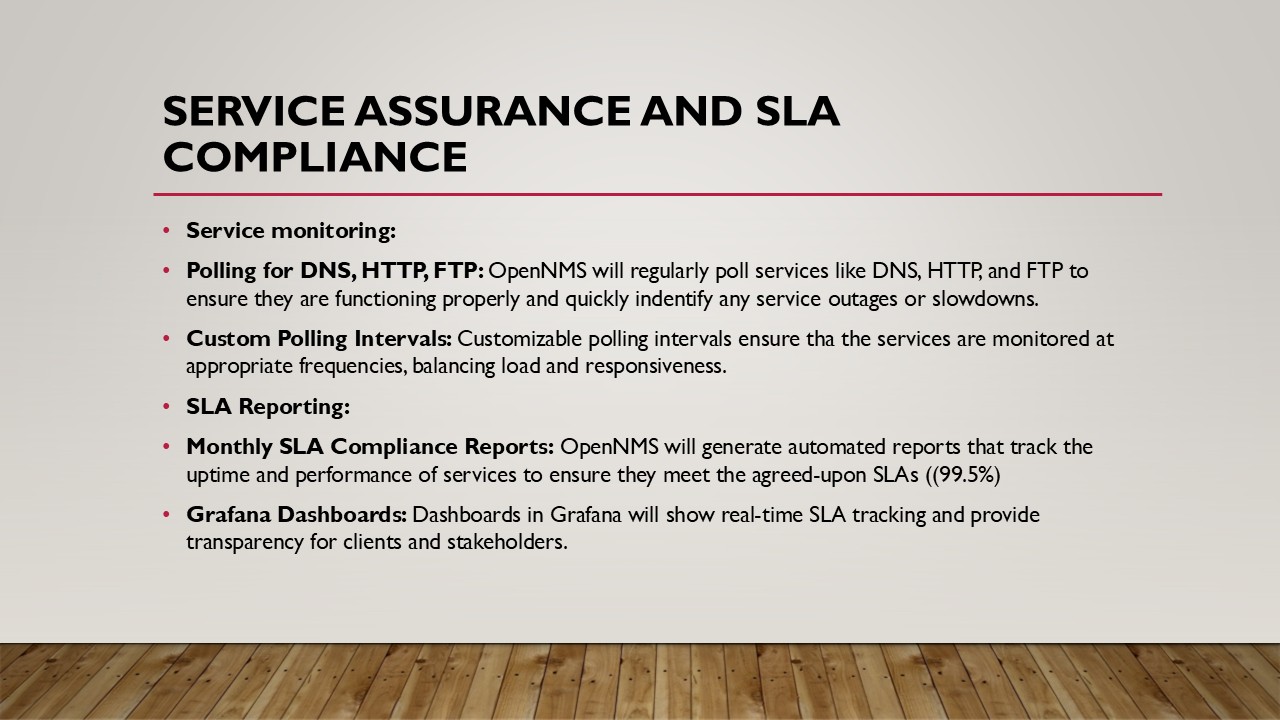 SERVICE ASSURANCE AND SLA
COMPLIANCE
• Service monitoring:
• Polling for DNS, HTTP, FTP: OpenNMS will regularly poll services like DNS, HTTP, and FTP to
ensure they are functioning properly and quickly indentify any service outages or slowdowns.
• Custom Polling Intervals: Customizable polling intervals ensure tha the services are monitored at
appropriate frequencies, balancing load and responsiveness.
• SLA Reporting:
• Monthly SLA Compliance Reports: OpenNMS will generate automated reports that track the
uptime and performance of services to ensure they meet the agreed-upon SLAs ((99.5%)
• Grafana Dashboards: Dashboards in Grafana will show real-time SLA tracking and provide
transparency for clients and stakeholders.